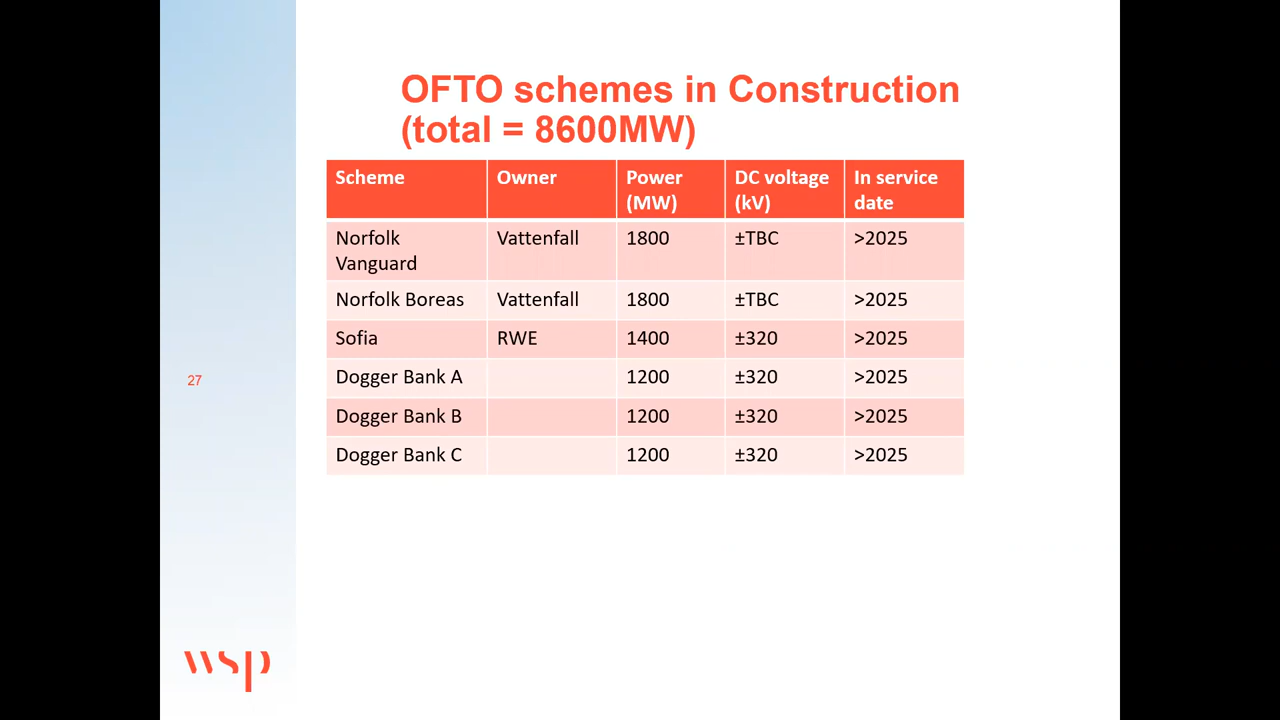 OFTO schemes in Construction
(total = 8600MW)
Scheme Owner Power (MW) DC voltage (kV) In service date
Norfolk Vanguard Vattenfall 1800 ±TBC >2025
Norfolk Boreas Vattenfall 1800 ±TBC >2025
Sofia RWE 1400 ±320 >2025
Dogger Bank A 1200 ±320 >2025
Dogger Bank B 1200 ±320 >2025
Dogger Bank C 1200 ±320 >2025
27
wsp